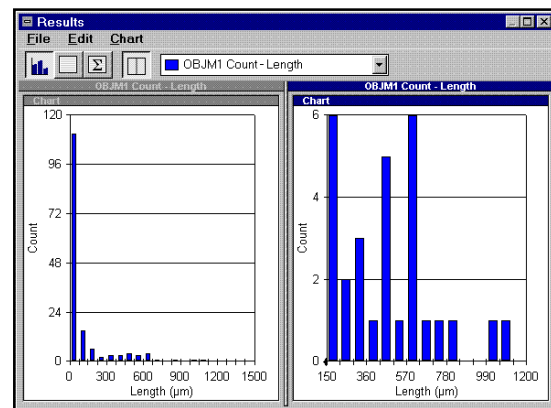 Results
File Edit Chart
Σ OBJM1 Count - Length
OBJM1 Count - Length
Chart
120
96
72
48
24
0
Count
0 300 600 900 1200 1500
Length (µm)
OBJM1 Count - Length
Chart
6
4
2
0
Count
150 360 570 780 990 1200
Length (µm)